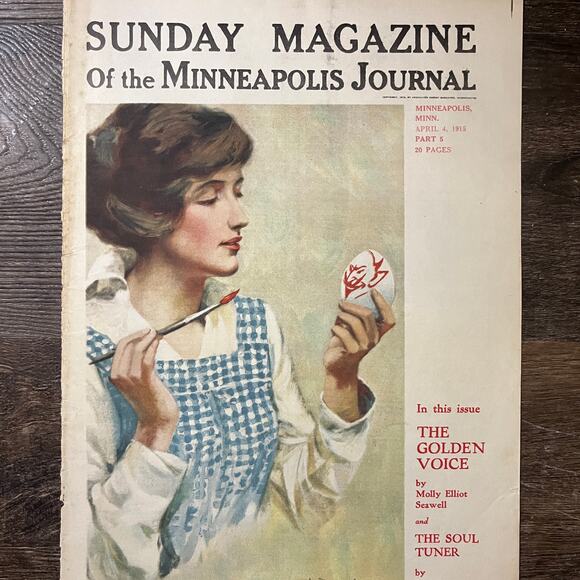 SUNDAY MAGAZINE
Of the MINNEAPOLIS JOURNAL
MINNEAPOLIS,
MINN.
APRIL 4, 1915
PART 5
20 PAGES
In this issue
THE
GOLDEN
VOICE
by
Molly Elliot
Seawell
and
THE SOUL
TUNER
by